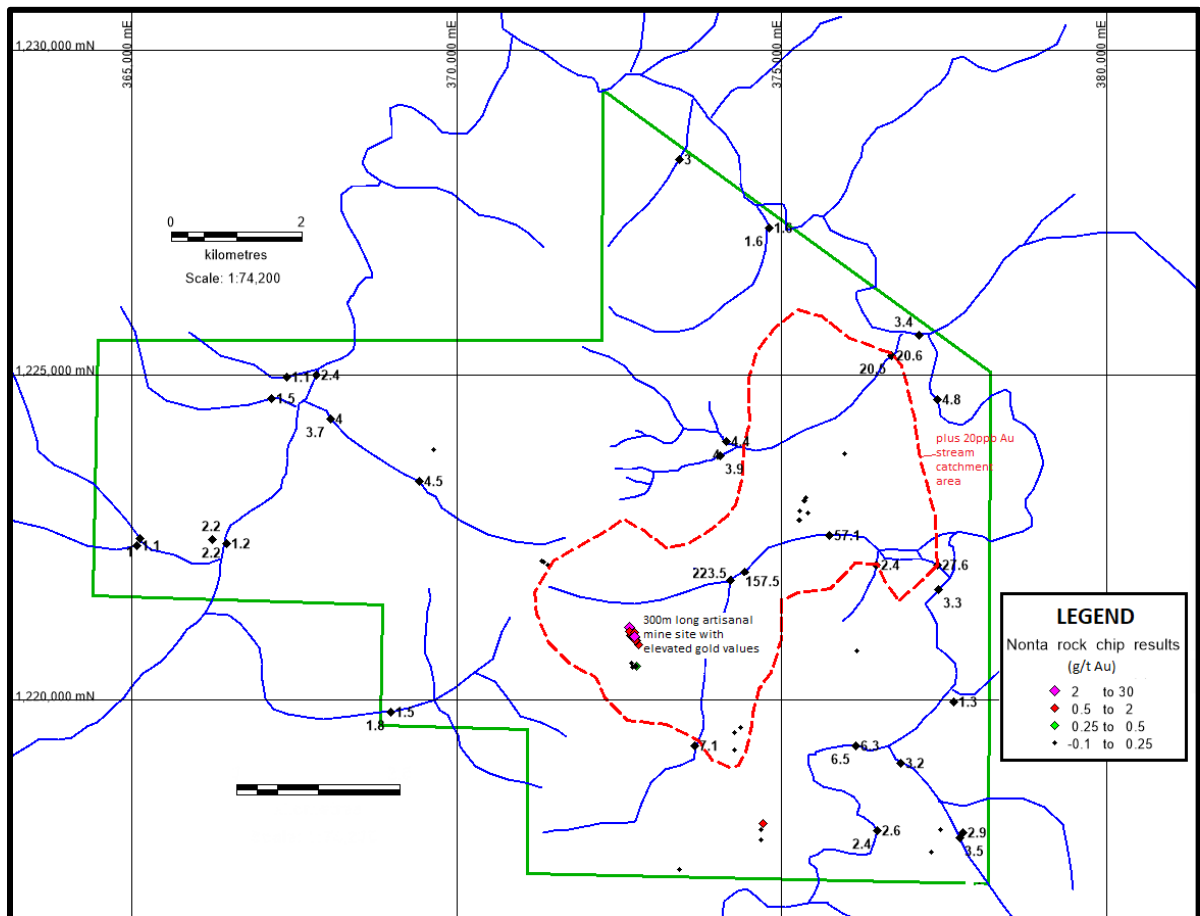 1,230,000 mN
365,000 mE
370,000 mE
375,000 mE
380,000 mE
3
0 2
kilometres
Scale: 1:74,200
1.6
3.4
20.6
1,225,000 mN
1.1
2.4
1.5
4
3.7
4.8
4.4
4
3.9
plus 20ppb Au
stream
catchment
area
4.5
2.2
2.2
1.2
1
1.1
57.1
2.4
27.6
223.5
157.5
3.3
300m long artisanal
mine site with
elevated gold values
1,220,000 mN
1.5
1.8
7.1
1.3
6.3
6.5
3.2
2.6
2.4
2.9
3.5
LEGEND
Nonta rock chip results
(g/t Au)
2 to 30
0.5 to 2
0.25 to 0.5
-0.1 to 0.25